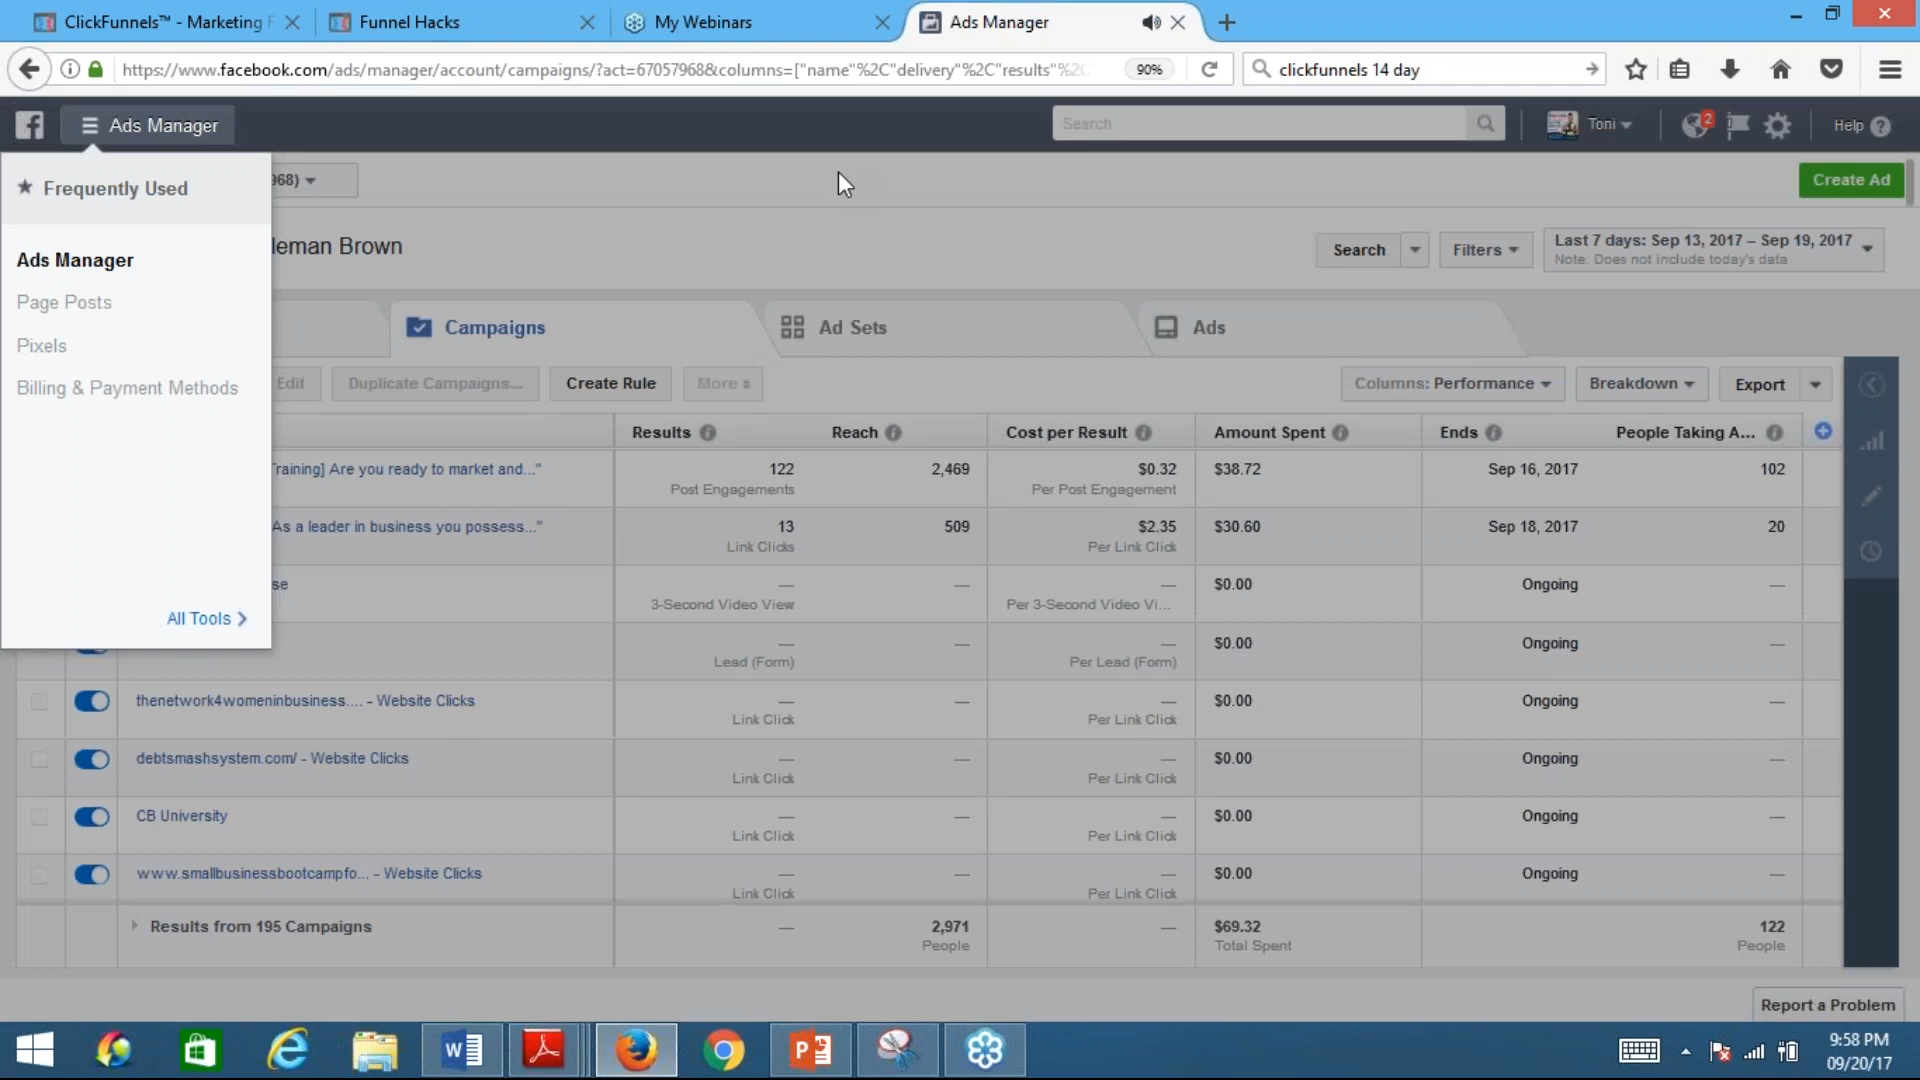 ClickFunnels™ - Marketing F
Funnel Hacks
My Webinars
Ads Manager
https://www.facebook.com/ads/manager/account/campaigns/?act=67057968&columns=["name"%2C"delivery"%2C"results"%2C
90%
clickfunnels 14 day
Ads Manager
Search
Toni
2
Help
Frequently Used
968)
Create Ad
Ads Manager
leman Brown
Search
Filters
Last 7 days: Sep 13, 2017 – Sep 19, 2017
Note: Does not include today's data
Page Posts
Pixels
Campaigns
Ad Sets
Ads
Billing & Payment Methods
Edit
Duplicate Campaigns...
Create Rule
More
Columns: Performance
Breakdown
Export
Results
Reach
Cost per Result
Amount Spent
Ends
People Taking A...
Training] Are you ready to market and..."
122
2,469
$0.32
$38.72
Sep 16, 2017
102
Post Engagements
Per Post Engagement
As a leader in business you possess..."
13
509
$2.35
$30.60
Sep 18, 2017
20
Link Clicks
Per Link Click
se
—
—
—
$0.00
Ongoing
—
3-Second Video View
Per 3-Second Video Vi...
All Tools
—
—
—
$0.00
Ongoing
—
Lead (Form)
Per Lead (Form)
thenetwork4womeninbusiness.... - Website Clicks
—
—
—
$0.00
Ongoing
—
Link Click
Per Link Click
debtsmashsystem.com/ - Website Clicks
—
—
—
$0.00
Ongoing
—
Link Click
Per Link Click
CB University
—
—
—
$0.00
Ongoing
—
Link Click
Per Link Click
www.smallbusinessbootcampfo... - Website Clicks
—
—
—
$0.00
Ongoing
—
Link Click
Per Link Click
Results from 195 Campaigns
—
2,971
—
$69.32
122
People
Total Spent
People
Report a Problem
9:58 PM
09/20/17